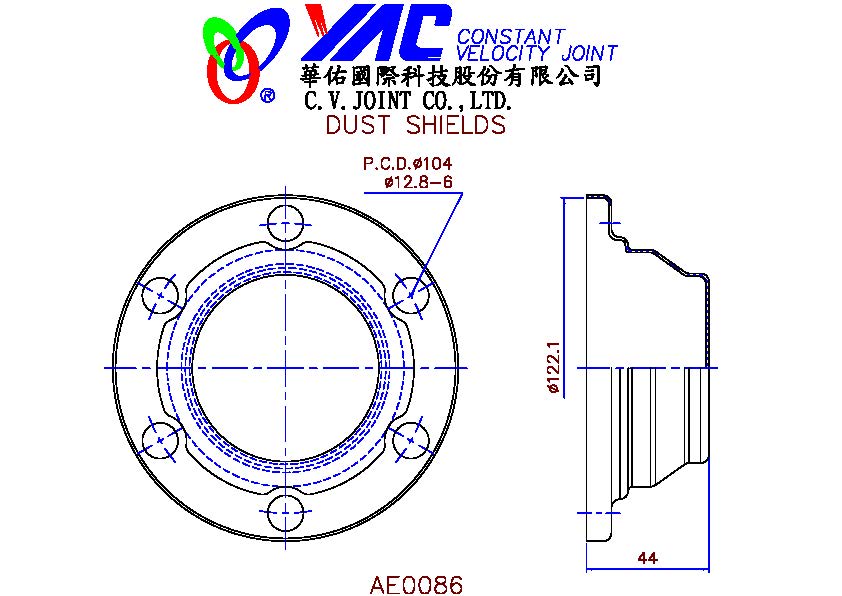 YAC CONSTANT
VELOCITY JOINT
®
華佑國際科技股份有限公司
C.V.JOINT CO.,LTD.
DUST SHIELDS
P.C.D.ø104
ø12.8-6
ø122.1
44
AE0086